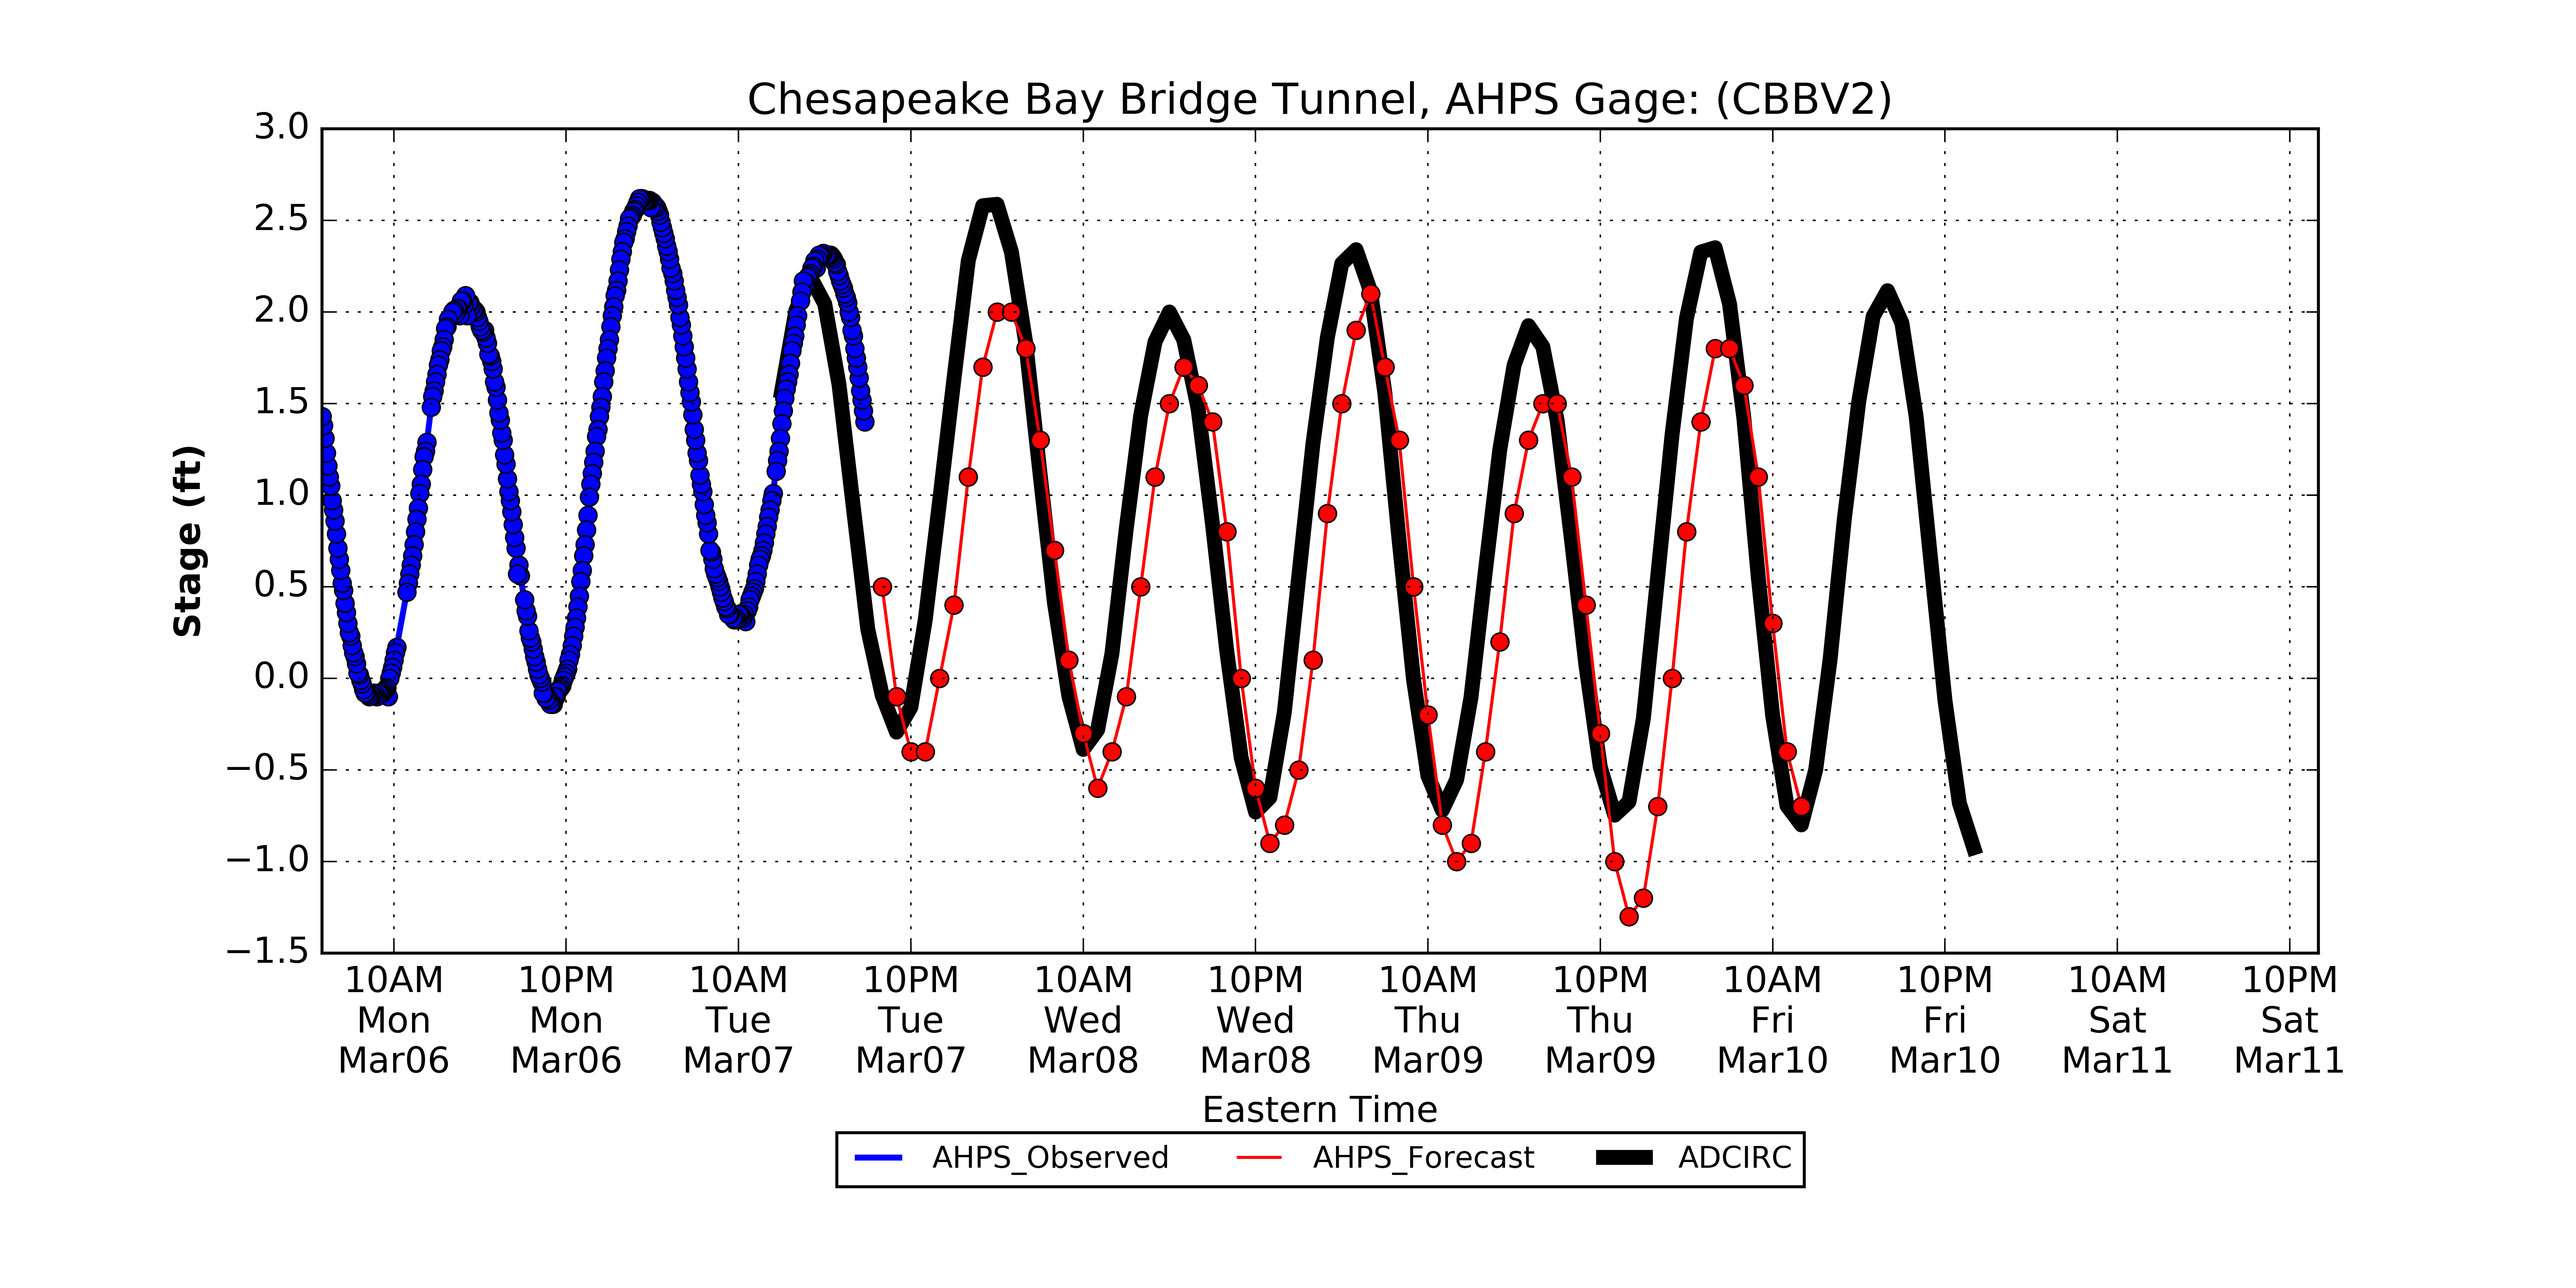 Chesapeake Bay Bridge Tunnel, AHPS Gage: (CBBV2)
3.0
2.5
2.0
1.5
1.0
0.5
0.0
−0.5
−1.0
−1.5
Stage (ft)
10AM 10PM 10AM 10PM 10AM 10PM 10AM 10PM 10AM 10PM 10AM 10PM
Mon Mon Tue Tue Wed Wed Thu Thu Fri Fri Sat Sat
Mar06 Mar06 Mar07 Mar07 Mar08 Mar08 Mar09 Mar09 Mar10 Mar10 Mar11 Mar11
Eastern Time
AHPS_Observed AHPS_Forecast ADCIRC